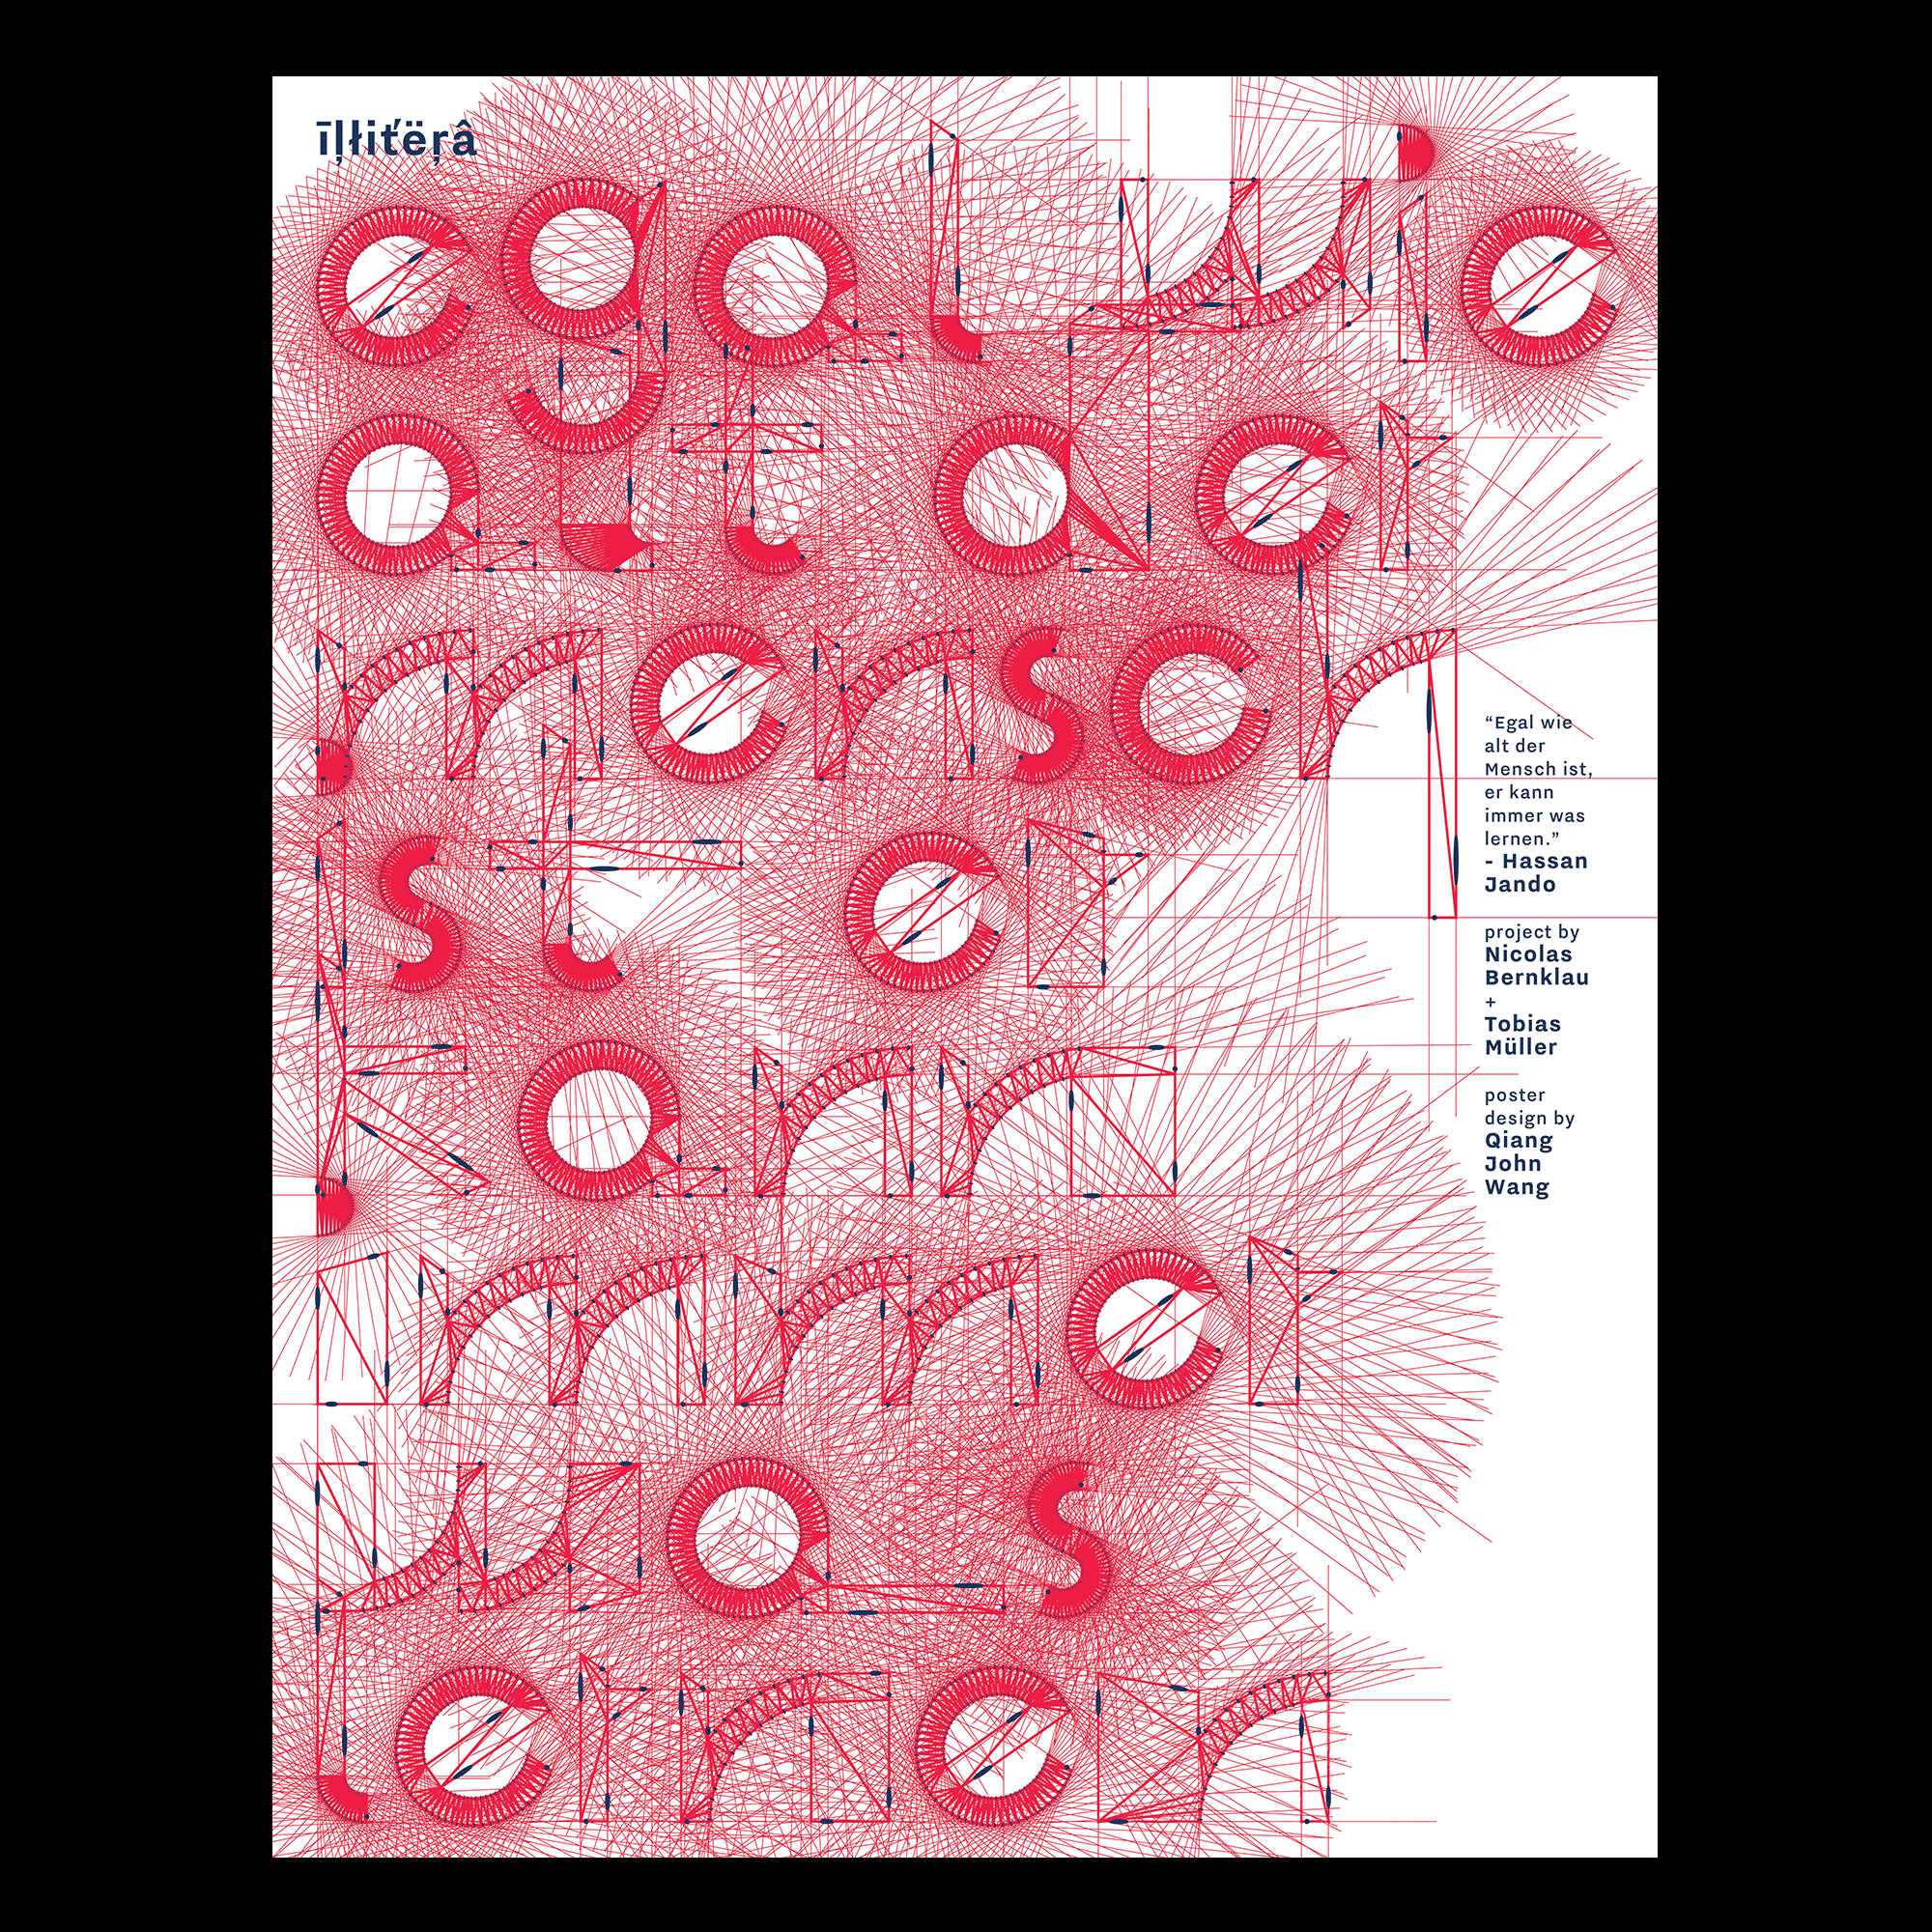 īļłiťëŗâ
egal wie
alt der
mensch
ist, er
kann
immer
was
lernen
“Egal wie
alt der
Mensch ist,
er kann
immer was
lernen.”
- Hassan
Jando
project by
Nicolas
Bernklau
+
Tobias
Müller
poster
design by
Qiang
John
Wang